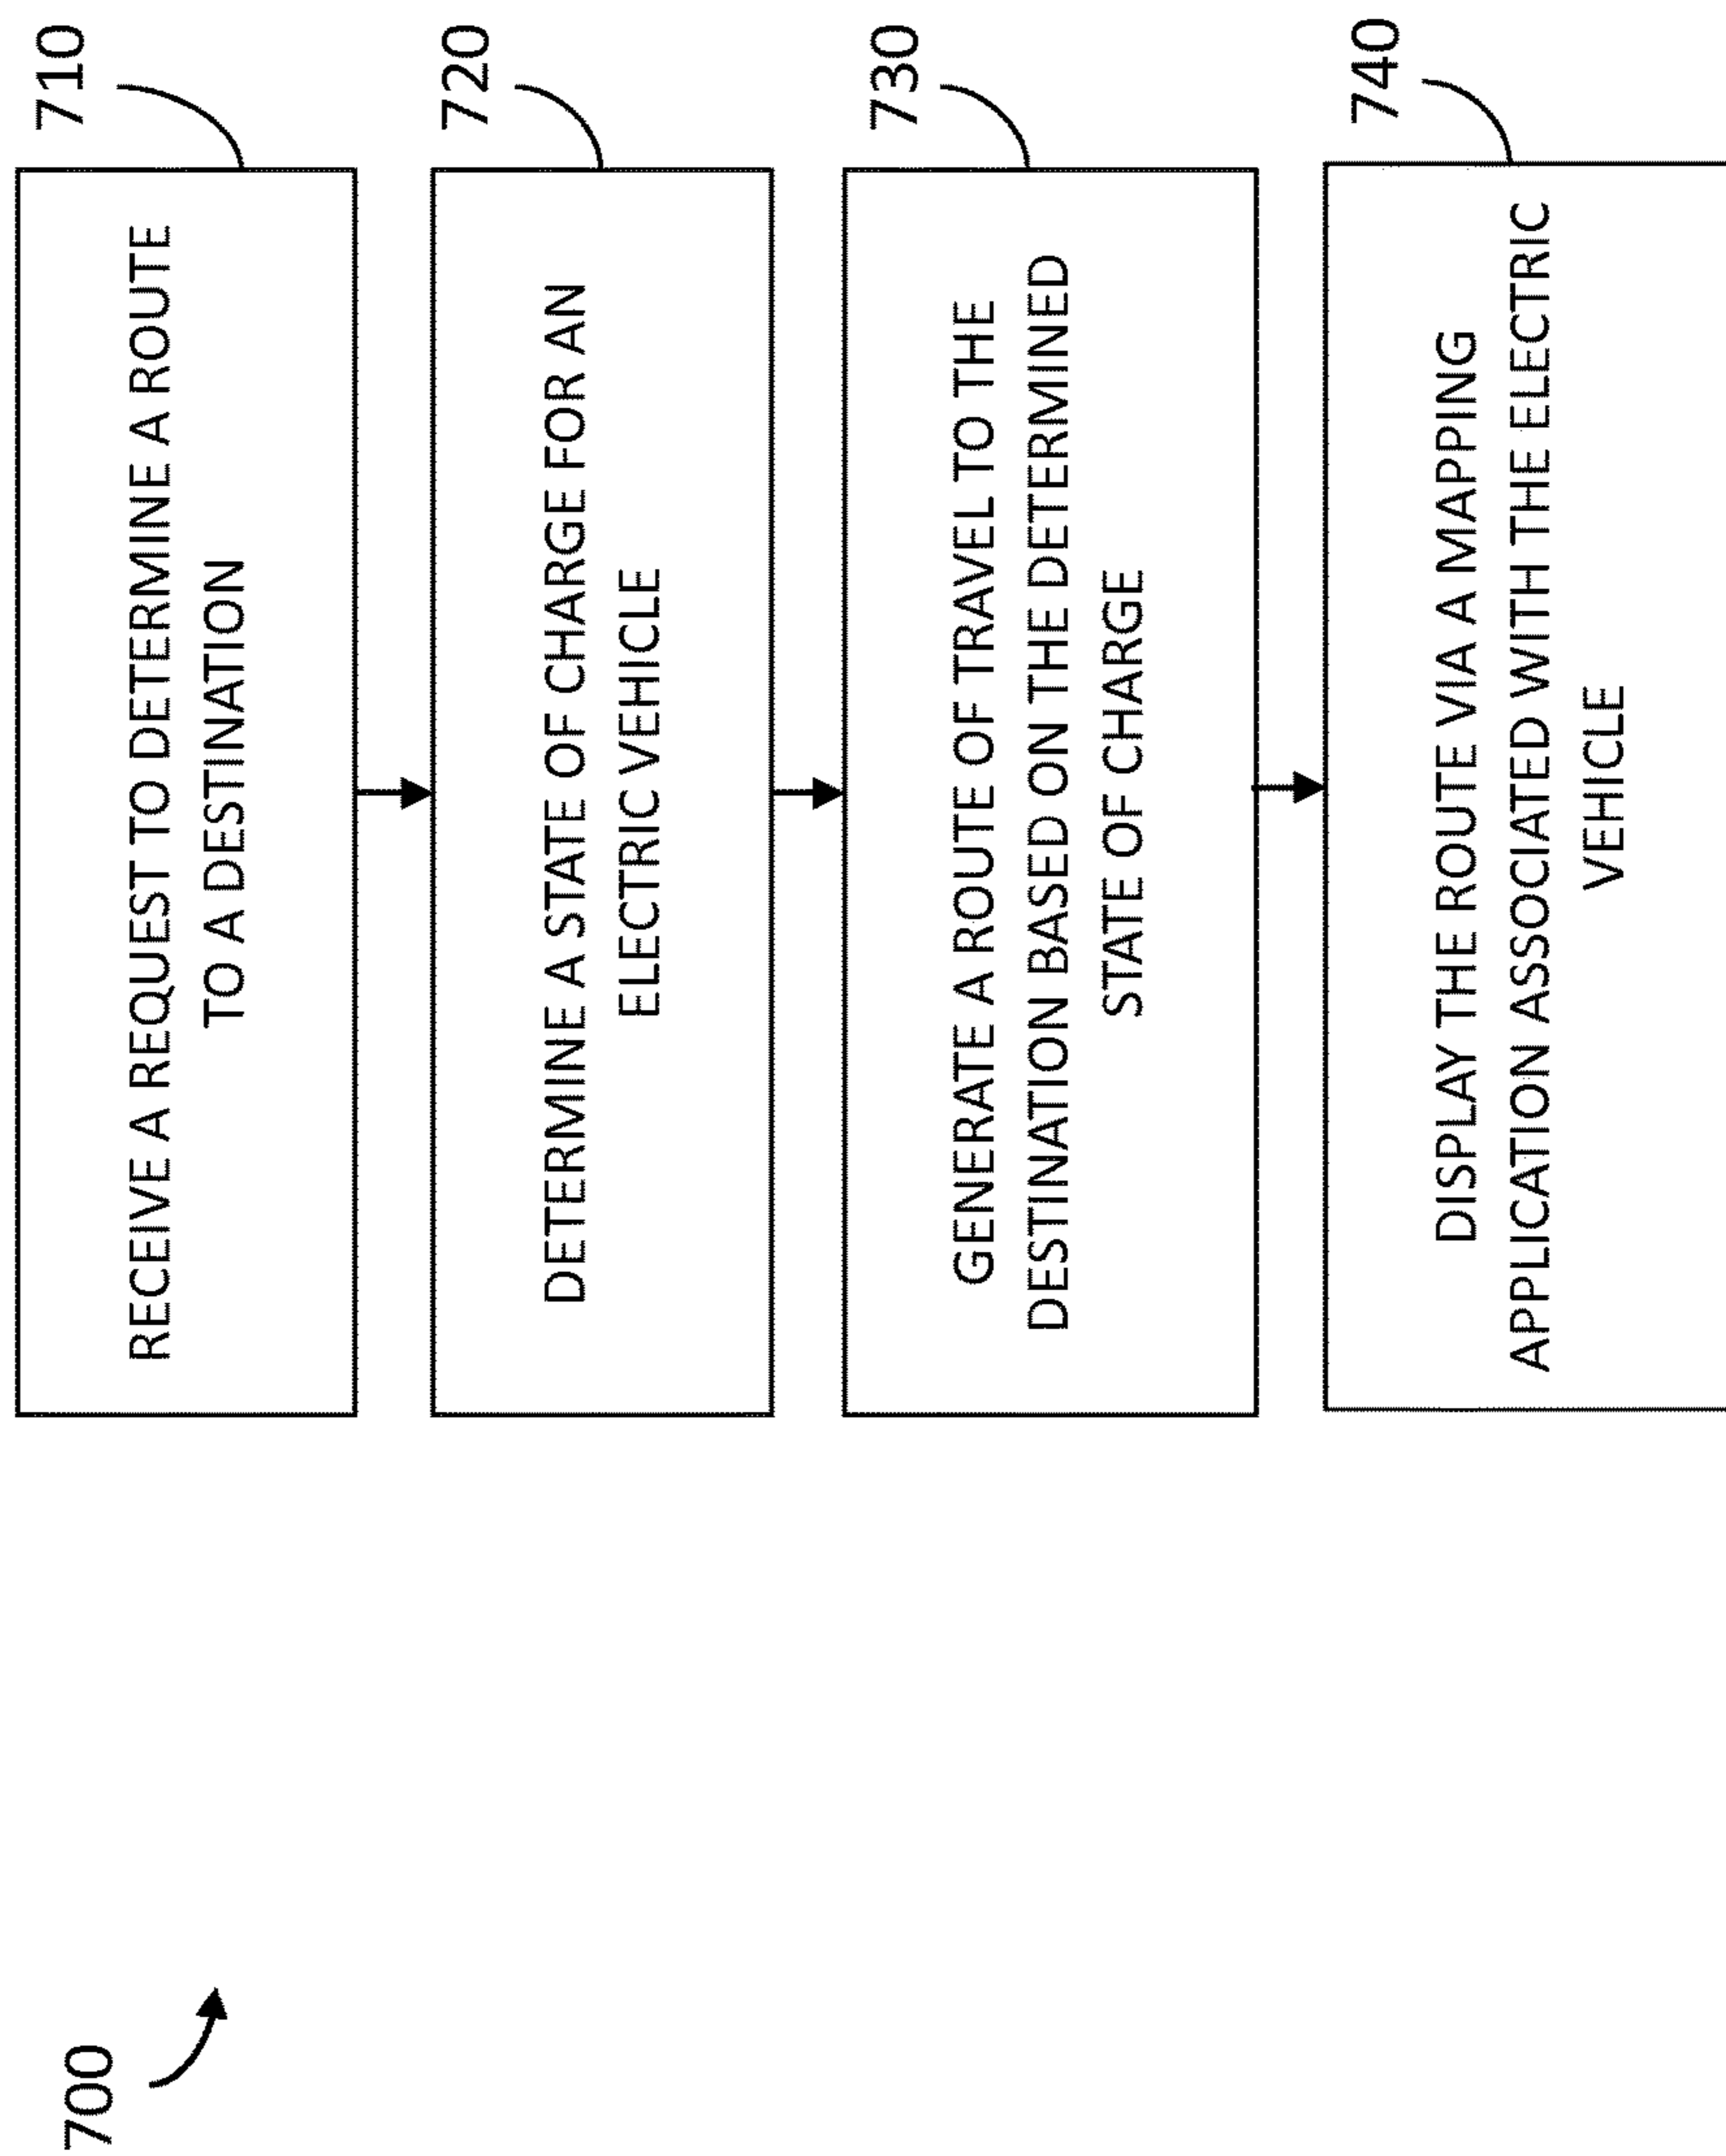 700
710
RECEIVE A REQUEST TO DETERMINE A ROUTE
TO A DESTINATION
720
DETERMINE A STATE OF CHARGE FOR AN
ELECTRIC VEHICLE
730
GENERATE A ROUTE OF TRAVEL TO THE
DESTINATION BASED ON THE DETERMINED
STATE OF CHARGE
740
DISPLAY THE ROUTE VIA A MAPPING
APPLICATION ASSOCIATED WITH THE ELECTRIC
VEHICLE